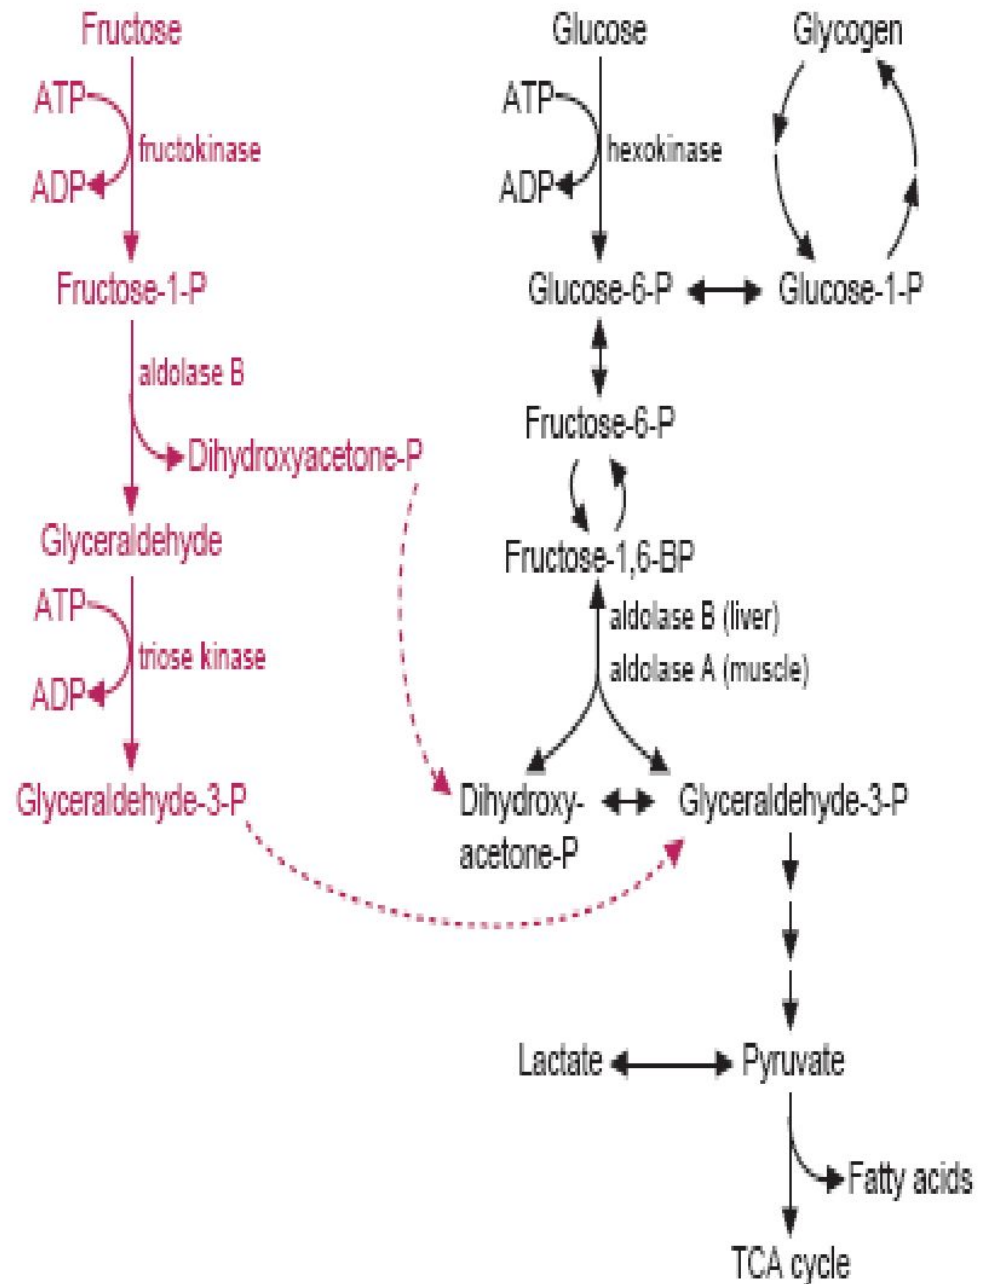 Fructose
ATP
fructokinase
ADP
Fructose-1-P
aldolase B
Dihydroxyacetone-P
Glyceraldehyde
ATP
triose kinase
ADP
Glyceraldehyde-3-P
Glucose
Glycogen
ATP
hexokinase
ADP
Glucose-6-P
Glucose-1-P
Fructose-6-P
Fructose-1,6-BP
aldolase B (liver)
aldolase A (muscle)
Dihydroxy-
acetone-P
Glyceraldehyde-3-P
Lactate
Pyruvate
Fatty acids
TCA cycle